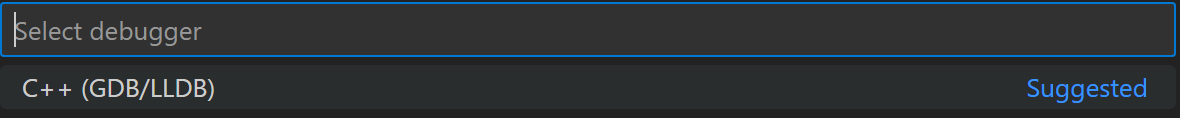 Select debugger
C++ (GDB/LLDB) Suggested